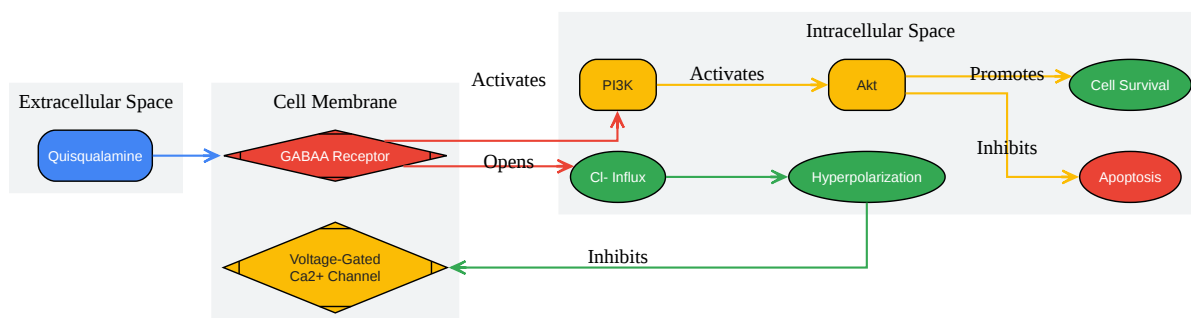 Intracellular Space
Activates
PI3K
Activates
Akt
Promotes
Cell Survival
Extracellular Space
Cell Membrane
Quisqualamine
GABAA Receptor
Opens
Inhibits
Cl- Influx
Hyperpolarization
Apoptosis
Voltage-Gated
Ca2+ Channel
Inhibits